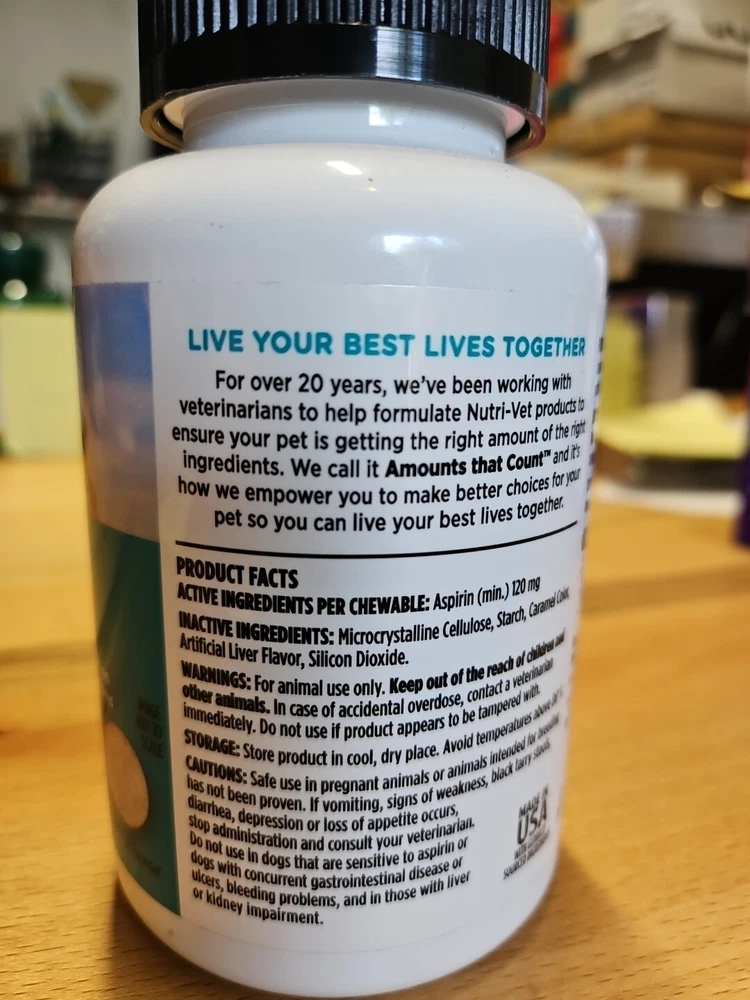 LIVE YOUR BEST LIVES TOGETHER
For over 20 years, we've been working with
veterinarians to help formulate Nutri-Vet products to
ensure your pet is getting the right amount of the right
ingredients. We call it Amounts that Count™ and it's
how we empower you to make better choices for your
pet so you can live your best lives together.
PRODUCT FACTS
ACTIVE INGREDIENTS PER CHEWABLE: Aspirin (min.) 120 mg
INACTIVE INGREDIENTS: Microcrystalline Cellulose, Starch, Caramel Color,
Artificial Liver Flavor, Silicon Dioxide.
WARNINGS: For animal use only. Keep out of the reach of children and
other animals. In case of accidental overdose, contact a veterinarian
immediately. Do not use if product appears to be tampered with.
STORAGE: Store product in cool, dry place. Avoid temperatures above
CAUTIONS: Safe use in pregnant animals or animals intended for breeding
has not been proven. If vomiting, signs of weakness, black tarry stools,
diarrhea, depression or loss of appetite occurs,
stop administration and consult your veterinarian.
Do not use in dogs that are sensitive to aspirin or
dogs with concurrent gastrointestinal disease or
ulcers, bleeding problems, and in those with liver
or kidney impairment.
MADE IN
USA
IMAGE
NOT TO
SCALE